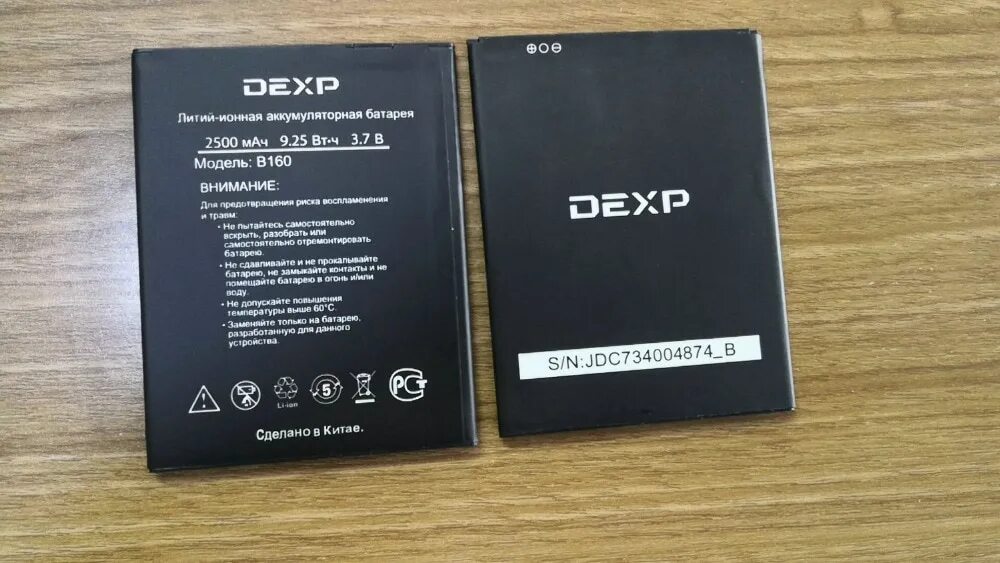 DEXP
Литий-ионная аккумуляторная батарея
2500 мАч 9.25 Вт·ч 3.7 В
Модель: B160
ВНИМАНИЕ:
Для предотвращения риска воспламенения
и травм:
• Не пытайтесь самостоятельно
вскрыть, разобрать или
самостоятельно отремонтировать
батарею.
• Не сдавливайте и не прокалывайте
батарею, не замыкайте контакты и не
помещайте батарею в огонь и/или
воду.
• Не допускайте повышения
температуры выше 60°С.
• Заменяйте только на батарею,
разработанную для данного
устройства.
Li-ion
5
РСТ
Сделано в Китае.
⊕○⊖
DEXP
S/N:JDC734004874_B